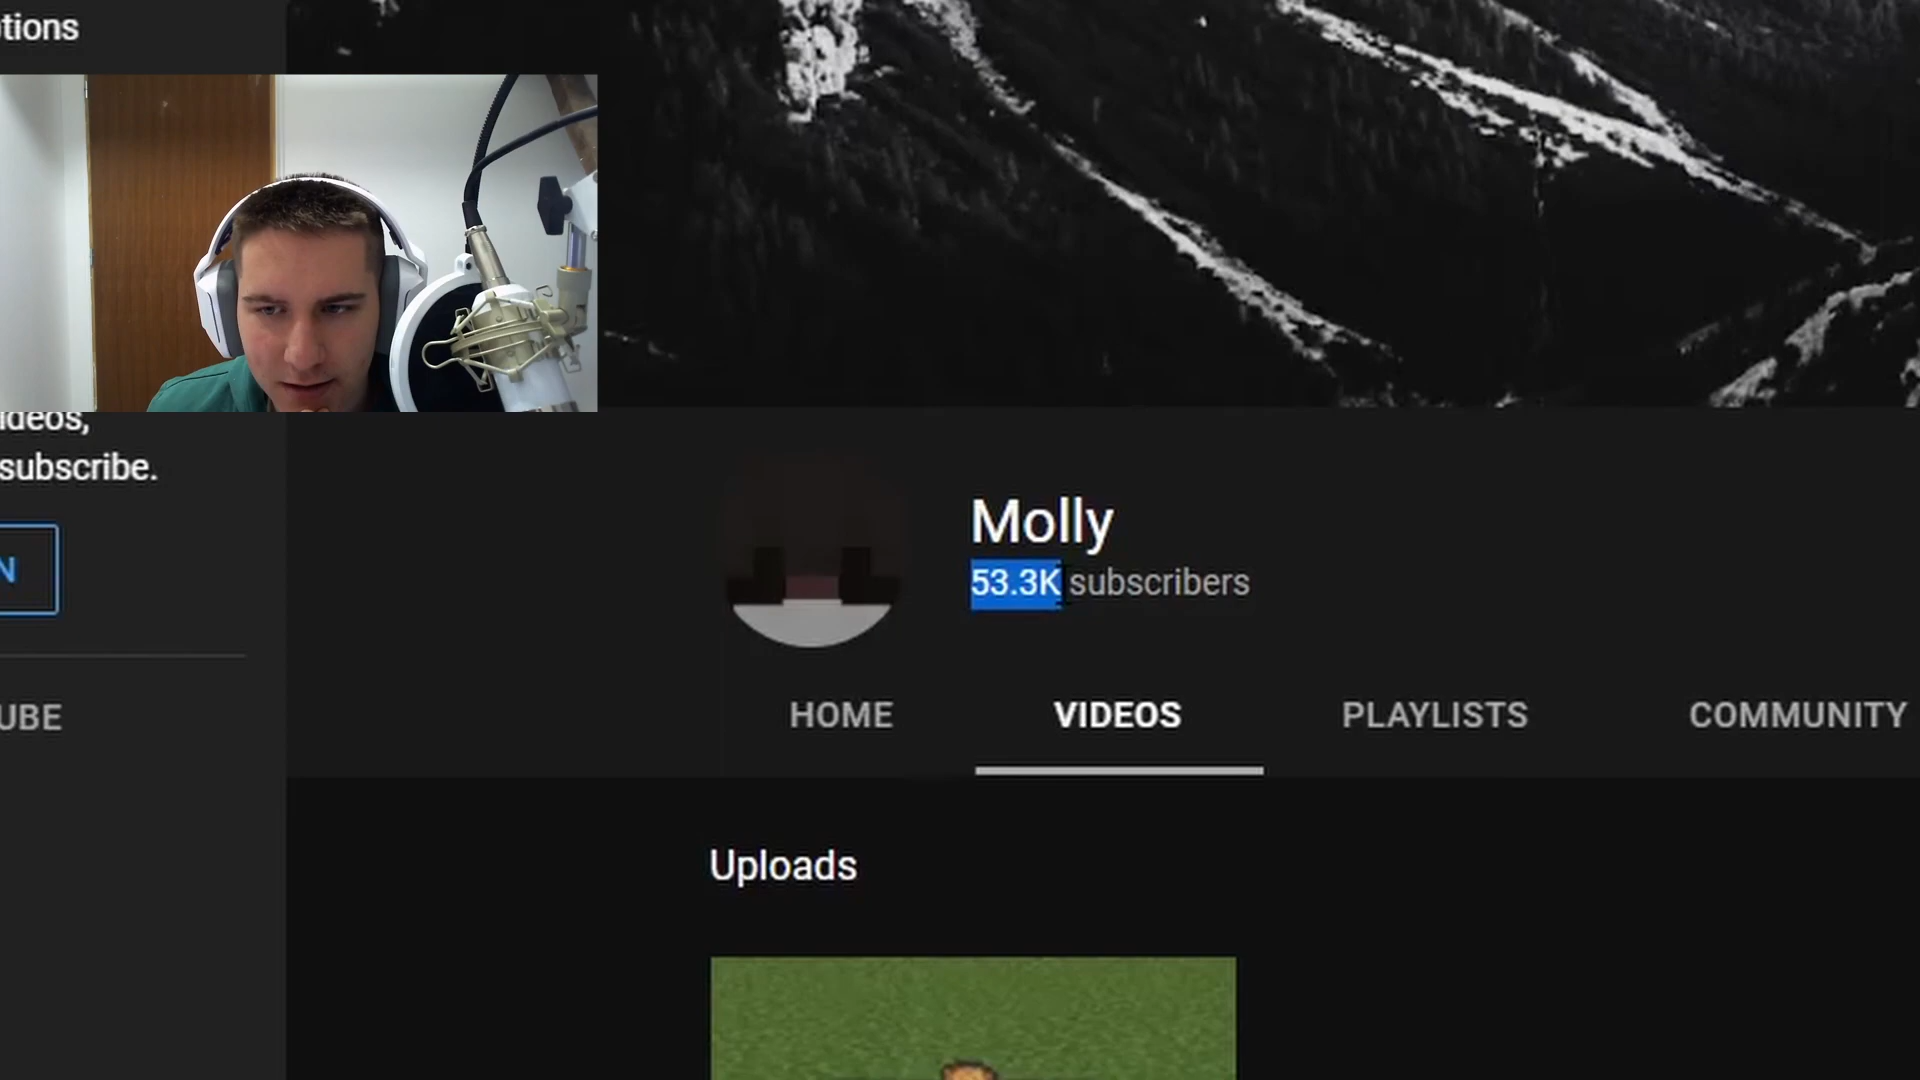 tions
ideos,
subscribe.
N
UBE
Molly
53.3K subscribers
HOME VIDEOS PLAYLISTS COMMUNITY
Uploads